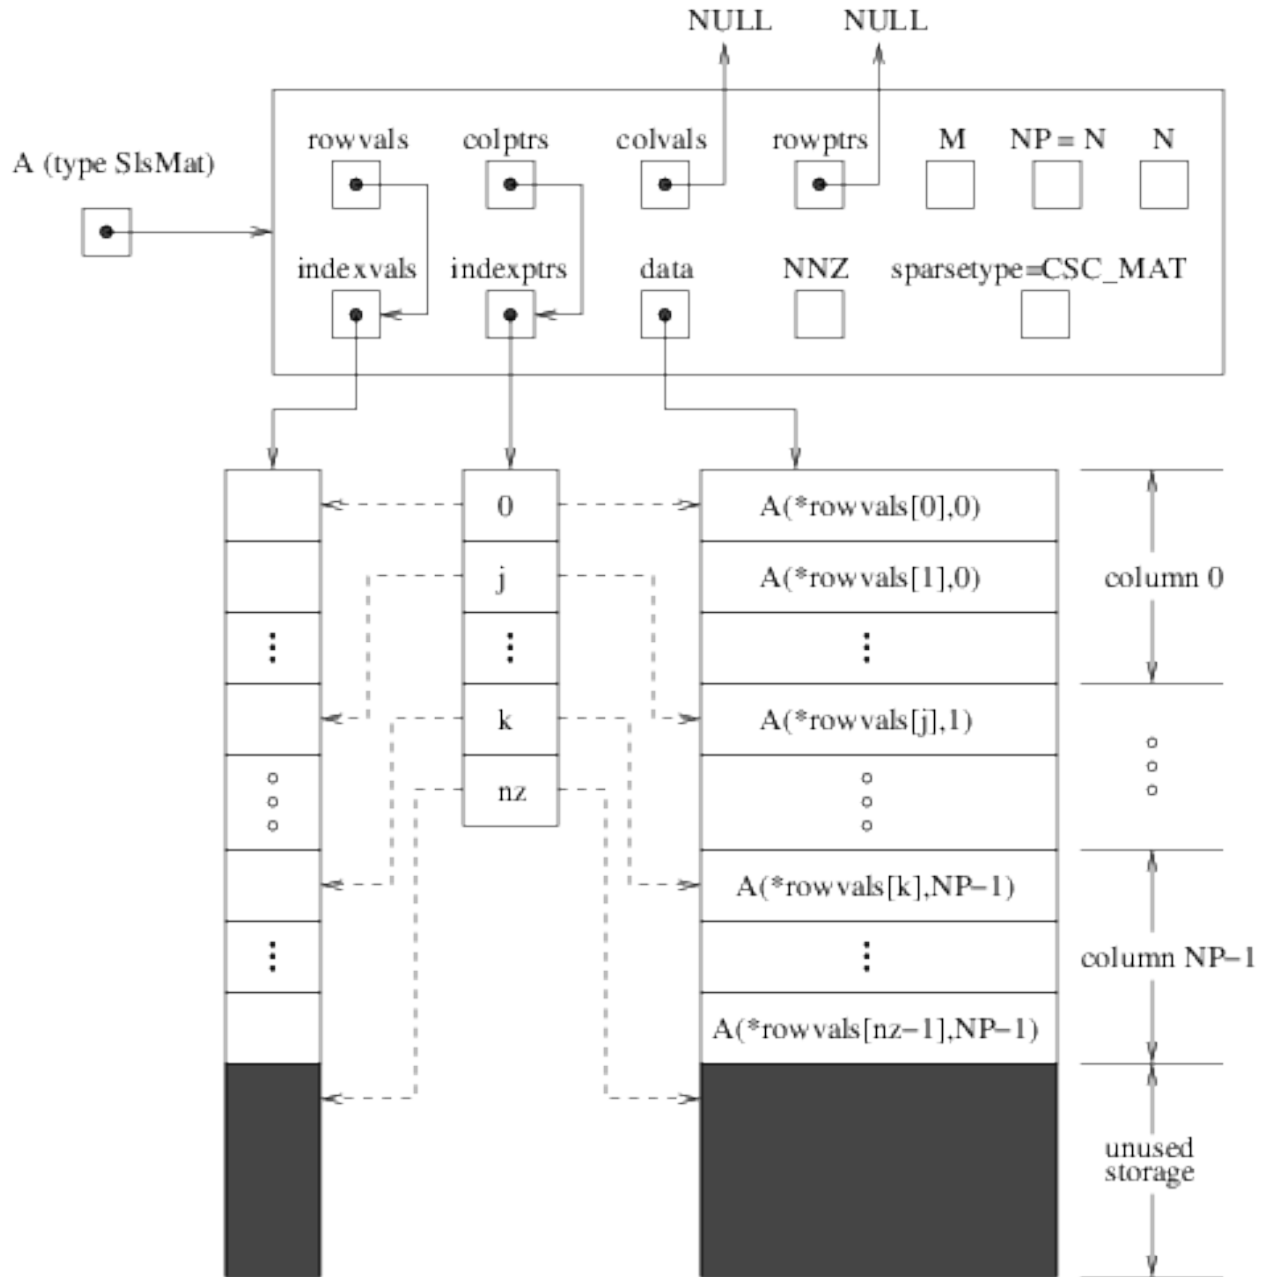 NULL NULL
rowvals colptrs colvals rowptrs M NP = N N
A (type SlsMat)
indexvals indexptrs data NNZ sparsetype=CSC_MAT
0 A(*rowvals[0],0)
j A(*rowvals[1],0) column 0
k A(*rowvals[j],1)
nz
A(*rowvals[k],NP−1)
column NP−1
A(*rowvals[nz−1],NP−1)
unused
storage